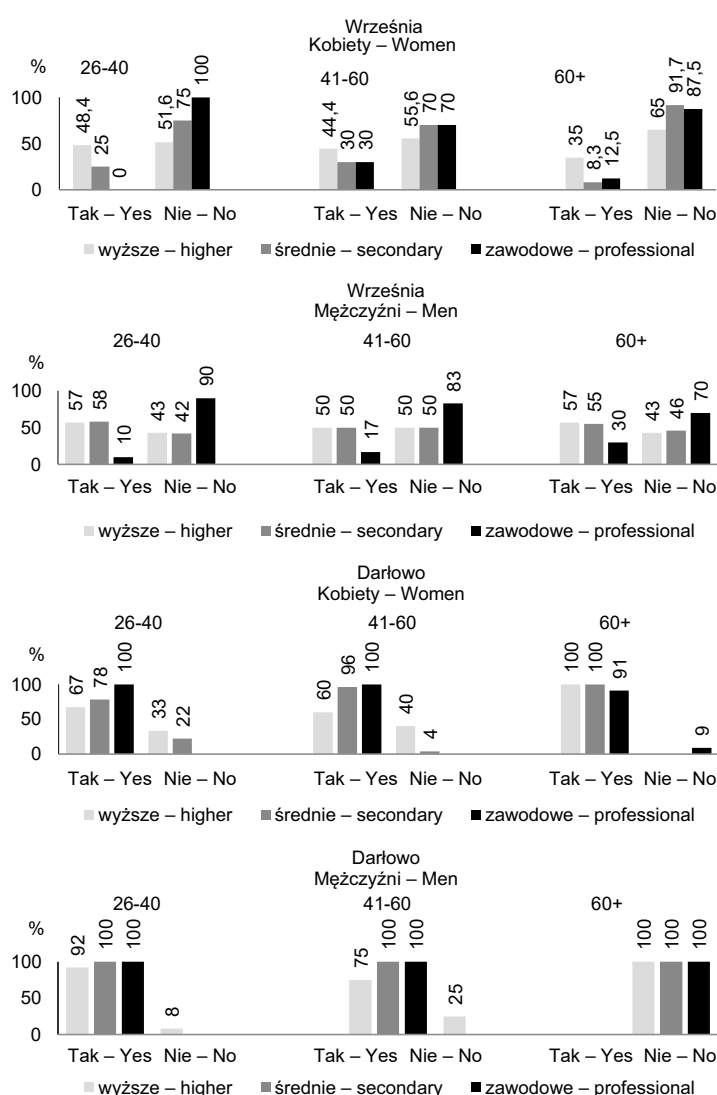 Września
Kobiety – Women
% 26-40 41-60 60+
48,4 25 0 51,6 75 100 44,4 30 30 55,6 70 70 35 8,3 12,5 65 91,7 87,5
100
50
0
Tak – Yes Nie – No Tak – Yes Nie – No Tak – Yes Nie – No
wyższe – higher średnie – secondary zawodowe – professional
Września
Mężczyźni – Men
26-40 41-60 60+
%
57 58 10 43 42 90 50 50 17 50 50 83 57 55 30 43 46 70
100
50
0
Tak – Yes Nie – No Tak – Yes Nie – No Tak – Yes Nie – No
wyższe – higher średnie – secondary zawodowe – professional
Darłowo
Kobiety – Women
26-40 41-60 60+
%
67 78 100 33 22 60 96 100 40 4 100 100 91 9
100
50
0
Tak – Yes Nie – No Tak – Yes Nie – No Tak – Yes Nie – No
wyższe – higher średnie – secondary zawodowe – professional
Darłowo
Mężczyźni – Men
26-40 41-60 60+
%
92 100 100 8 75 100 100 25 100 100 100
100
50
0
Tak – Yes Nie – No Tak – Yes Nie – No Tak – Yes Nie – No
wyższe – higher średnie – secondary zawodowe – professional